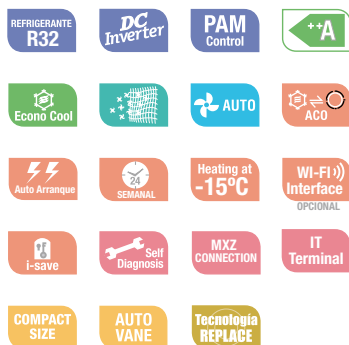 REFRIGERANTE
R32
DC
Inverter
PAM
Control
++A
Econo Cool
AUTO
ACO
Auto Arranque
24
SEMANAL
Heating at
-15ºC
WI-FI
Interface
OPCIONAL
i-save
Self
Diagnosis
MXZ
CONNECTION
IT
Terminal
COMPACT
SIZE
AUTO
VANE
Tecnología
REPLACE